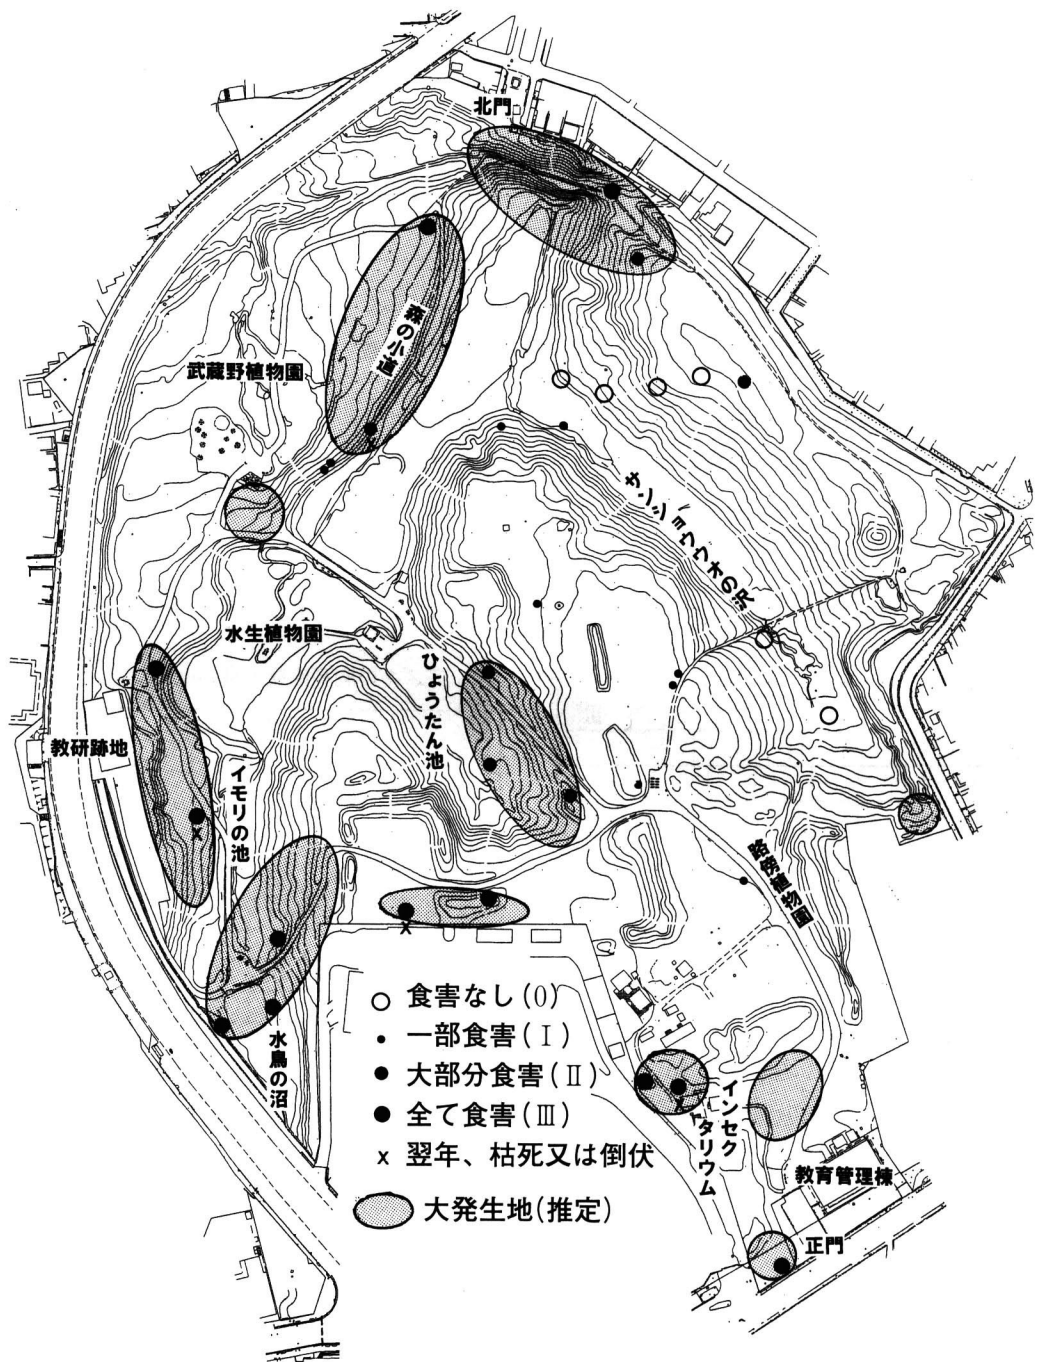 北門
森の小道
武蔵野植物園
サンショウウオの沢
水生植物園
ひょうたん池
教研跡地
イモリの池
路傍植物園
水鳥の沼
○ 食害なし(0)
• 一部食害(Ⅰ)
● 大部分食害(Ⅱ)
● 全て食害(Ⅲ)
x 翌年、枯死又は倒伏
大発生地(推定)
インセク
タリウム
教育管理棟
正門